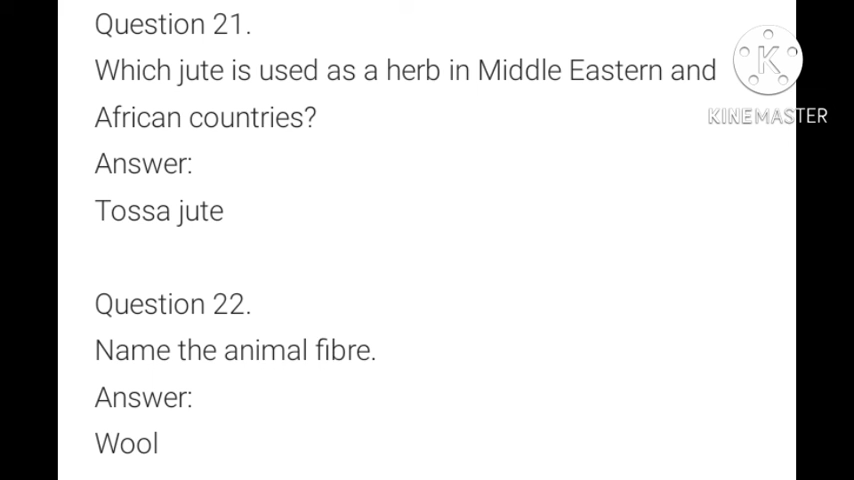 Question 21.
Which jute is used as a herb in Middle Eastern and
African countries?
Answer:
Tossa jute
Question 22.
Name the animal fibre.
Answer:
Wool
K
KINEMASTER